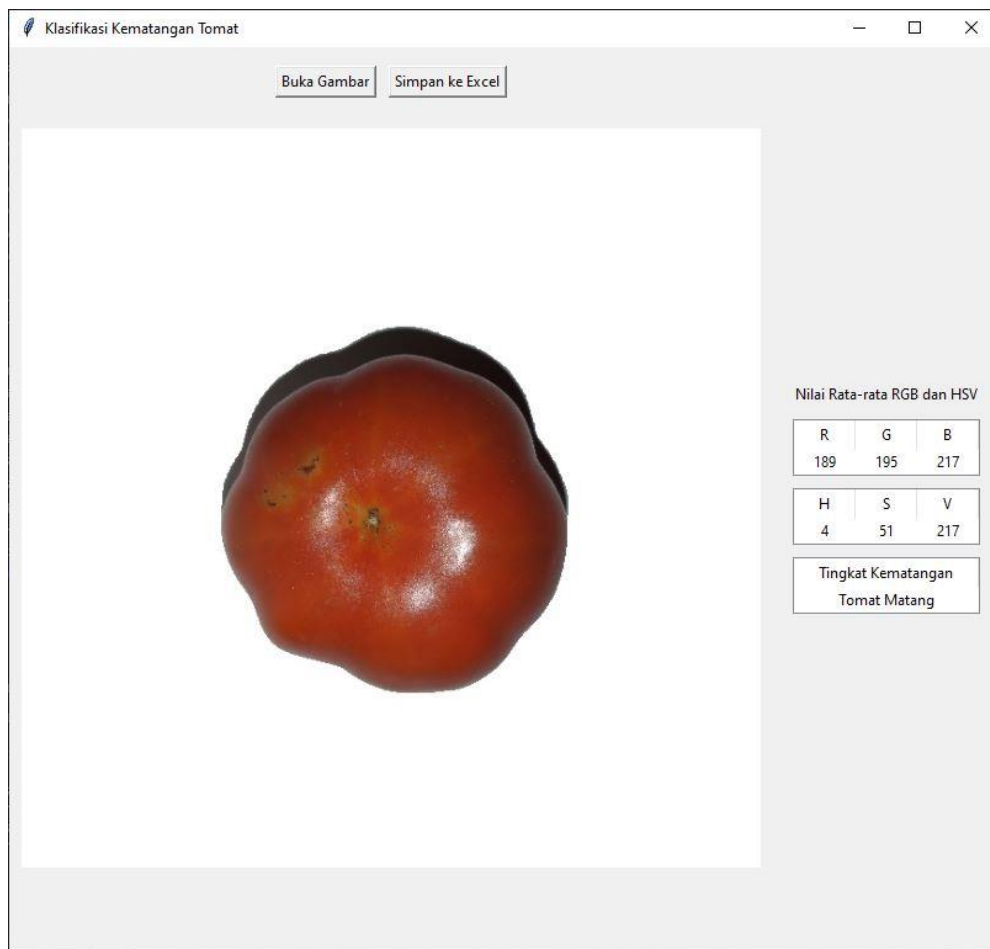 Klasifikasi Kematangan Tomat
Buka Gambar Simpan ke Excel
Nilai Rata-rata RGB dan HSV
R G B
189 195 217
H S V
4 51 217
Tingkat Kematangan
Tomat Matang